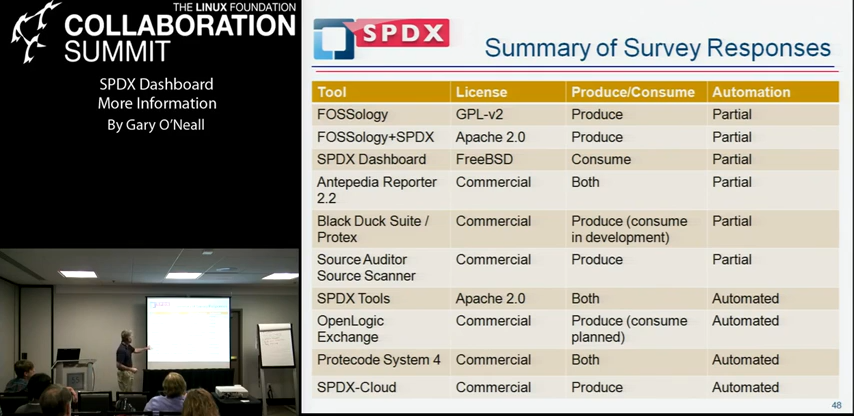 THE LINUX FOUNDATION
COLLABORATION
SUMMIT
SPDX Dashboard
More Information
By Gary O'Neall
SPDX
Summary of Survey Responses
Tool License Produce/Consume Automation
FOSSology GPL-v2 Produce Partial
FOSSology+SPDX Apache 2.0 Produce Partial
SPDX Dashboard FreeBSD Consume Partial
Antepedia Reporter 2.2 Commercial Both Partial
Black Duck Suite / Protex Commercial Produce (consume in development) Partial
Source Auditor Source Scanner Commercial Produce Partial
SPDX Tools Apache 2.0 Both Automated
OpenLogic Exchange Commercial Produce (consume planned) Automated
Protecode System 4 Commercial Both Automated
SPDX-Cloud Commercial Produce Automated
48